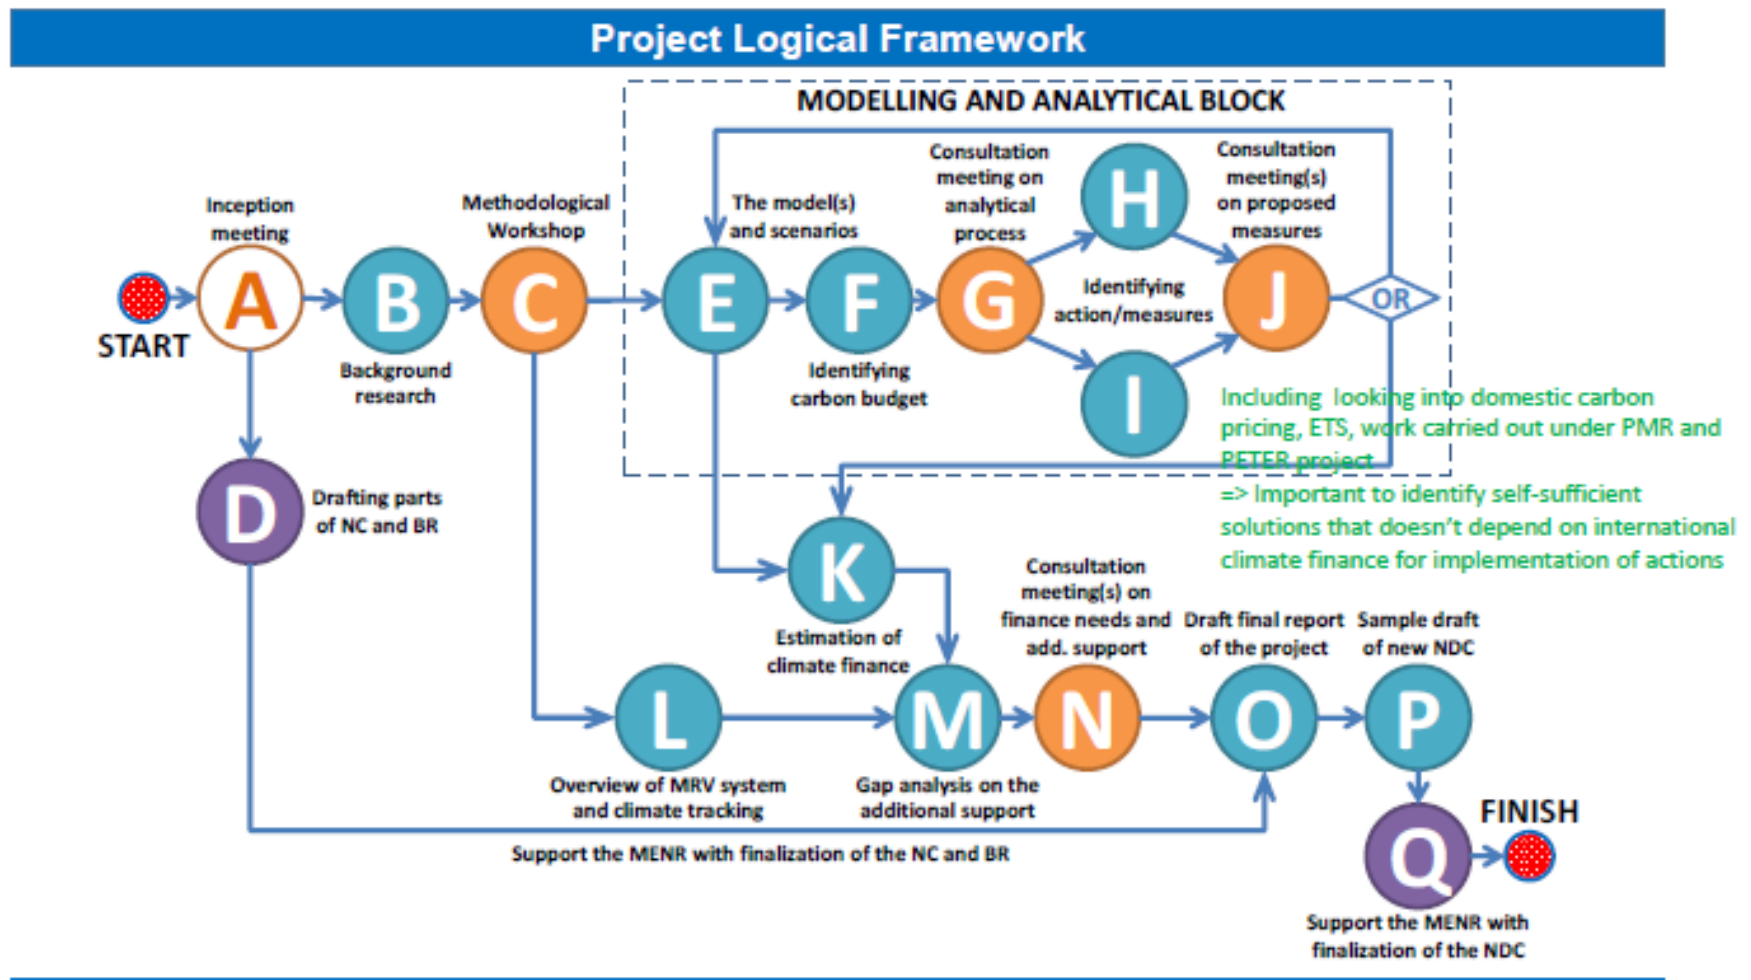 Project Logical Framework
MODELLING AND ANALYTICAL BLOCK
Inception
meeting
START
A
Background
research
B
Methodological
Workshop
C
The model(s)
and scenarios
E
F
Identifying
carbon budget
Consultation
meeting on
analytical
process
G
H
Identifying
action/measures
I
Consultation
meeting(s)
on proposed
measures
J
OR
Including looking into domestic carbon
pricing, ETS, work carried out under PMR and
PETER project
=> Important to identify self-sufficient
solutions that doesn't depend on international
climate finance for implementation of actions
D
Drafting parts
of NC and BR
K
Estimation of
climate finance
L
Overview of MRV system
and climate tracking
M
Gap analysis on the
additional support
Consultation
meeting(s) on
finance needs and
add. support
N
Draft final report
of the project
O
Sample draft
of new NDC
P
Support the MENR with finalization of the NC and BR
Q
FINISH
Support the MENR with
finalization of the NDC